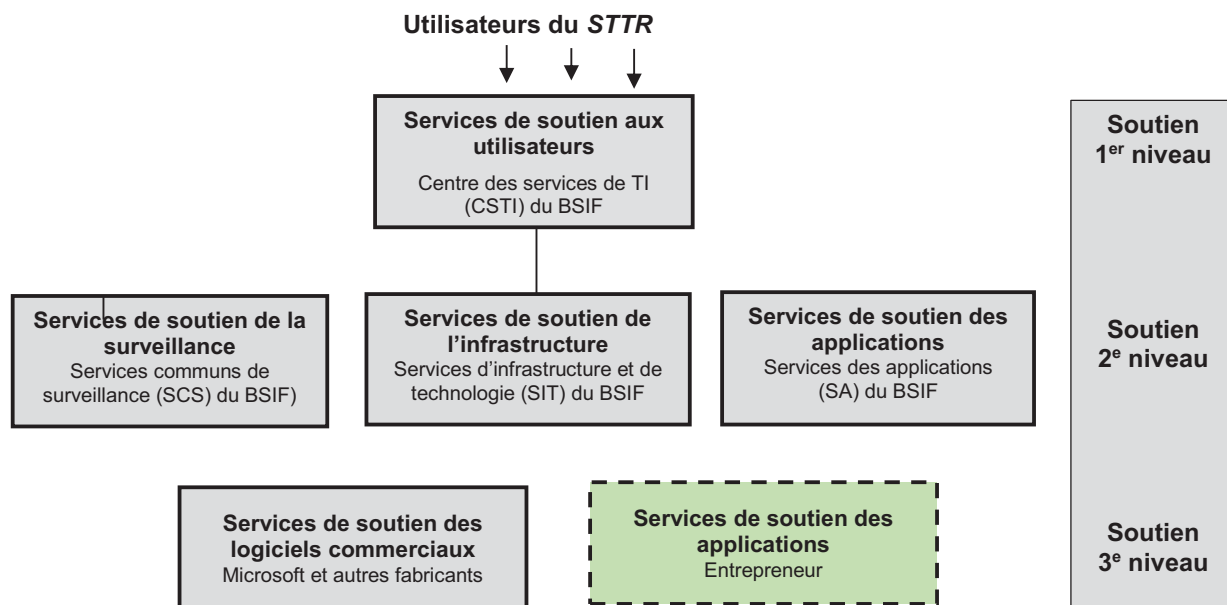 Utilisateurs du STTR
Services de soutien aux
utilisateurs
Centre des services de TI
(CSTI) du BSIF
Soutien
1er niveau
Services de soutien de la
surveillance
Services communs de
surveillance (SCS) du BSIF)
Services de soutien de
l’infrastructure
Services d’infrastructure et de
technologie (SIT) du BSIF
Services de soutien des
applications
Services des applications
(SA) du BSIF
Soutien
2e niveau
Services de soutien des
logiciels commerciaux
Microsoft et autres fabricants
Services de soutien des
applications
Entrepreneur
Soutien
3e niveau